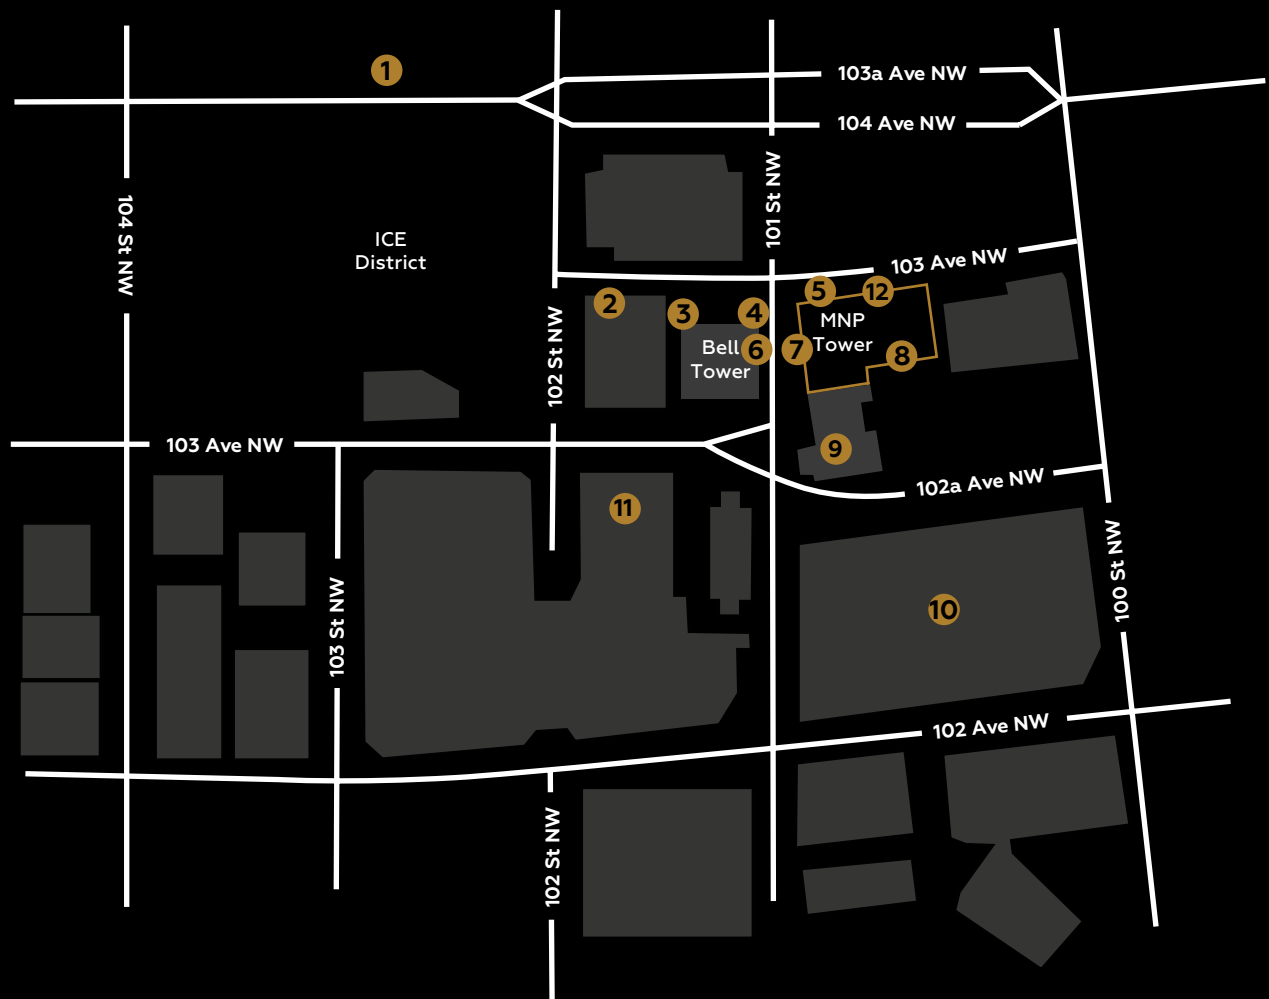 1
103a Ave NW
104 Ave NW
104 St NW
101 St NW
ICE
District
103 Ave NW
2
3
4
5
12
MNP
Tower
102 St NW
Bell
Tower
6
7
8
103 Ave NW
9
102a Ave NW
11
103 St NW
10
100 St NW
102 Ave NW
102 St NW